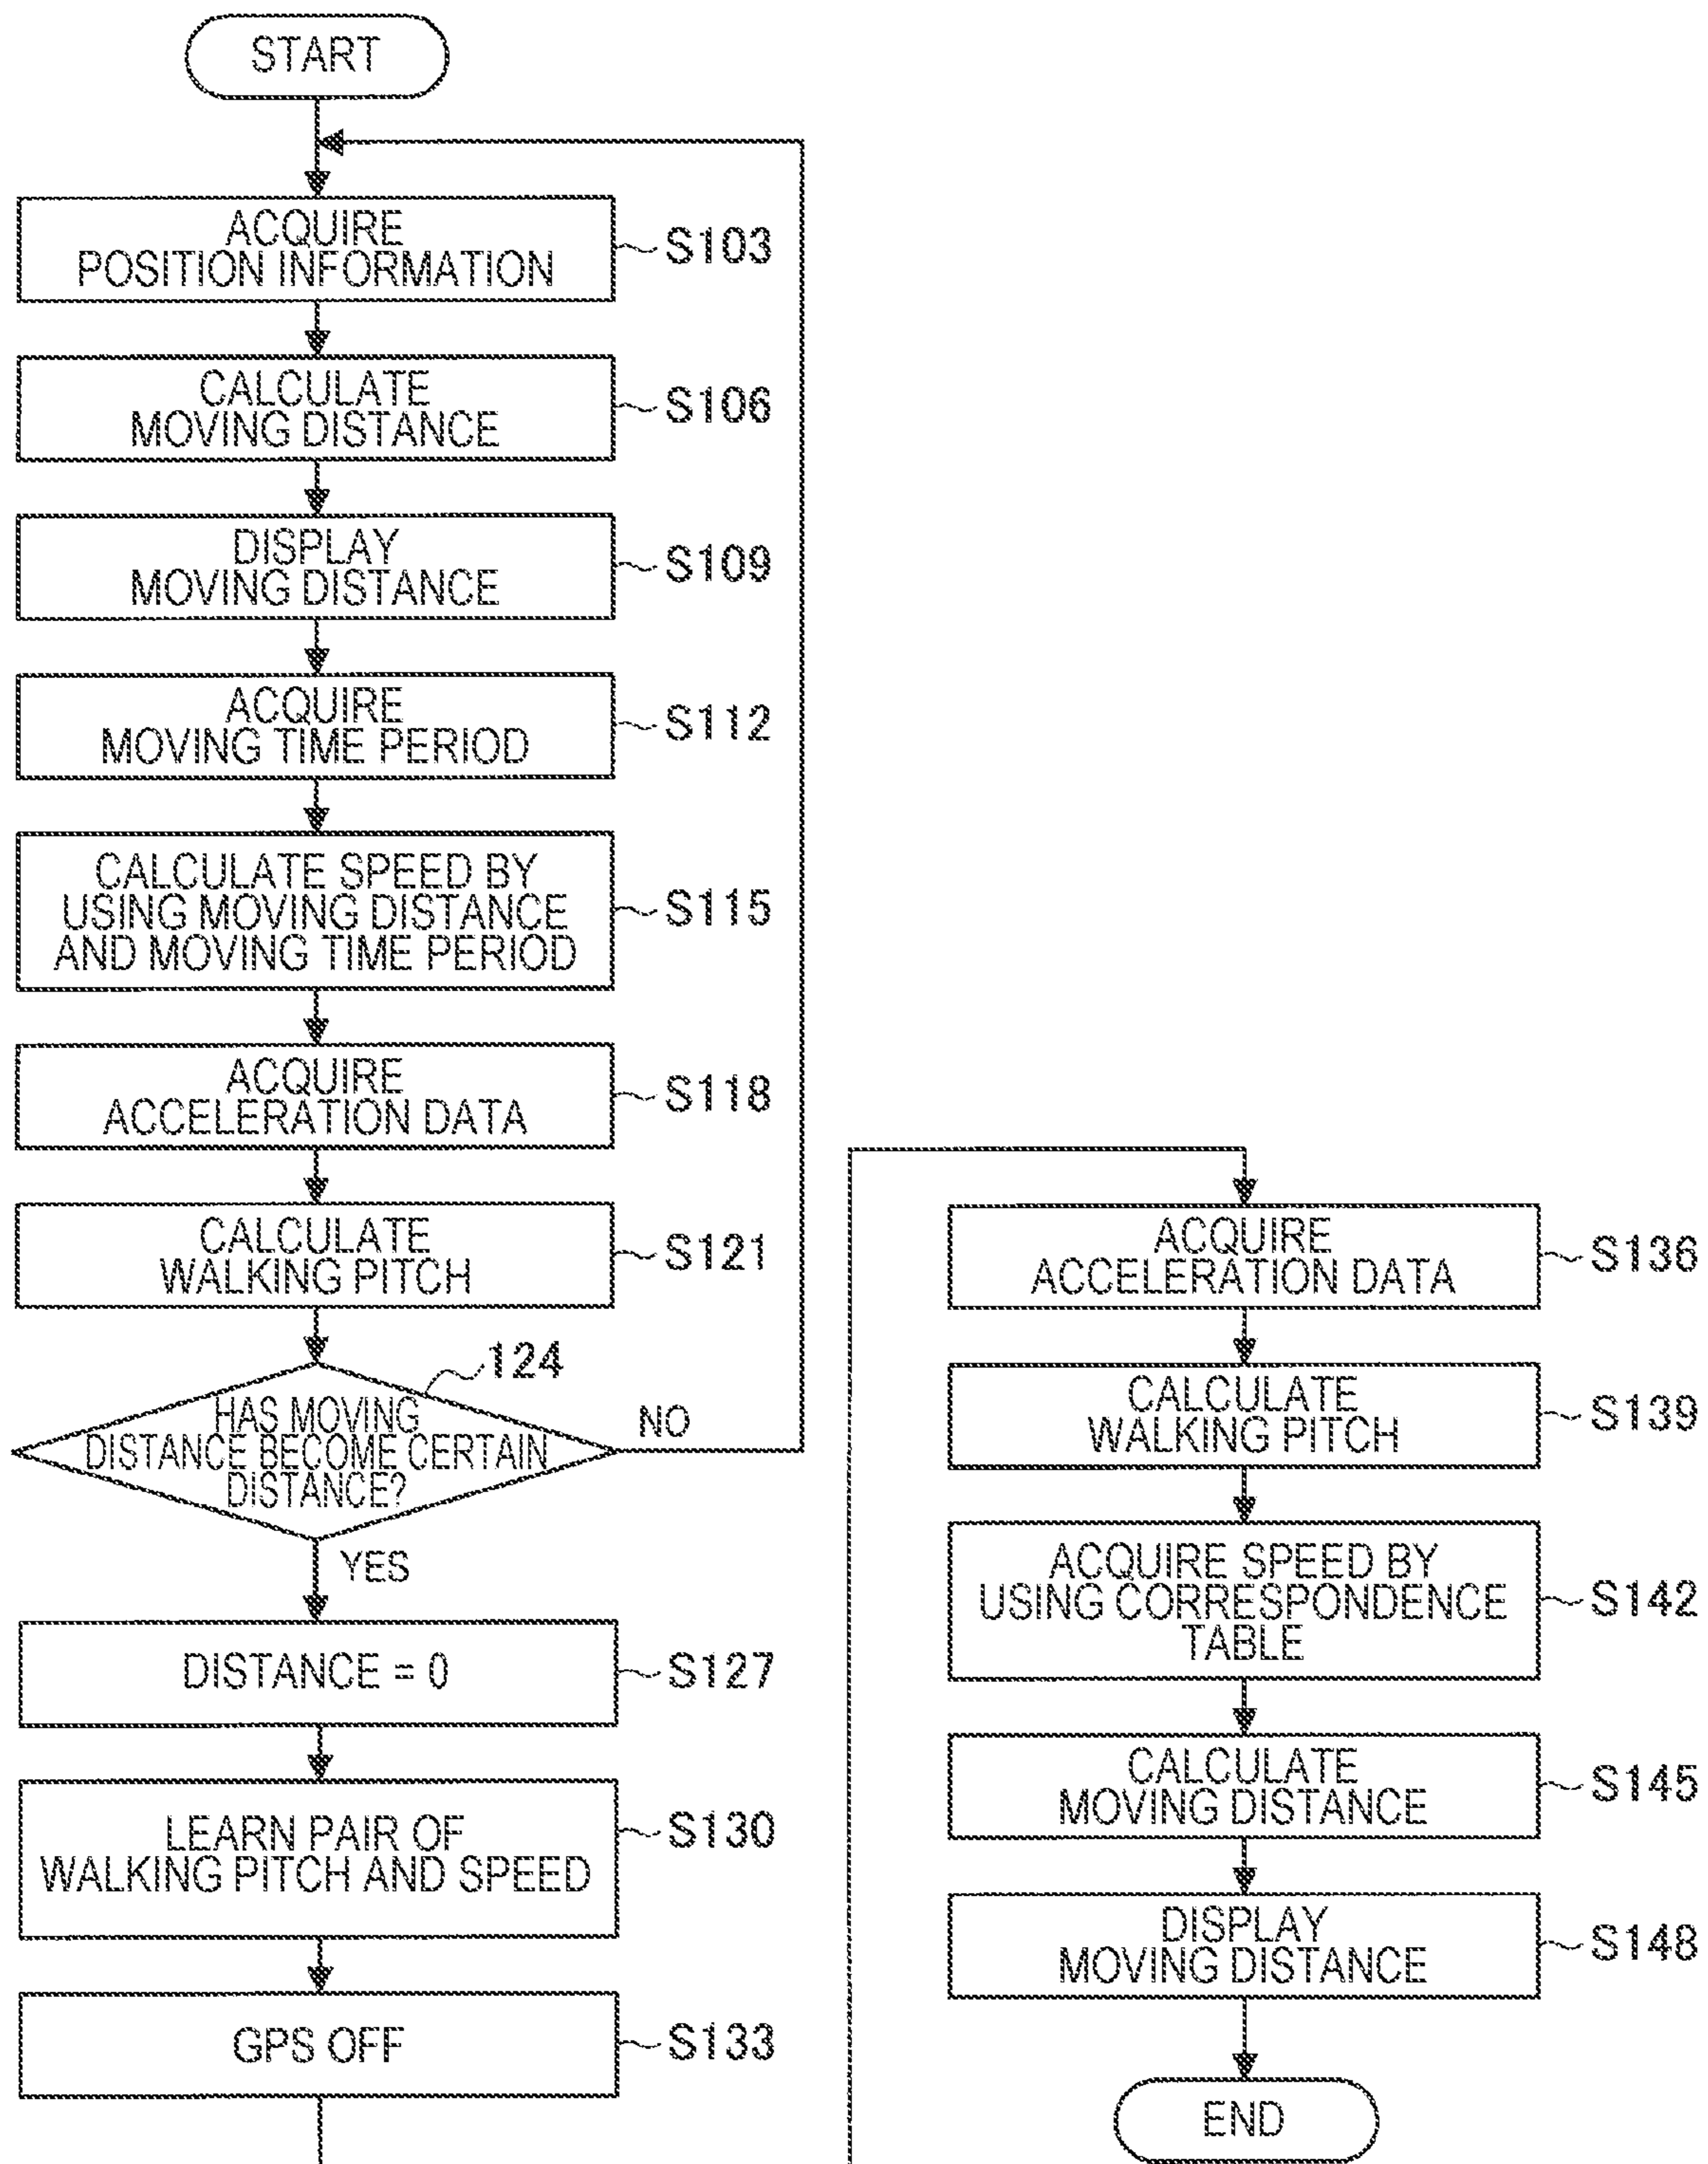 START
ACQUIRE
POSITION INFORMATION
S103
CALCULATE
MOVING DISTANCE
S106
DISPLAY
MOVING DISTANCE
S109
ACQUIRE
MOVING TIME PERIOD
S112
CALCULATE SPEED BY
USING MOVING DISTANCE
AND MOVING TIME PERIOD
S115
ACQUIRE
ACCELERATION DATA
S118
CALCULATE
WALKING PITCH
S121
124
HAS MOVING
DISTANCE BECOME CERTAIN
DISTANCE?
NO
YES
DISTANCE = 0
S127
LEARN PAIR OF
WALKING PITCH AND SPEED
S130
GPS OFF
S133
ACQUIRE
ACCELERATION DATA
S136
CALCULATE
WALKING PITCH
S139
ACQUIRE SPEED BY
USING CORRESPONDENCE
TABLE
S142
CALCULATE
MOVING DISTANCE
S145
DISPLAY
MOVING DISTANCE
S148
END